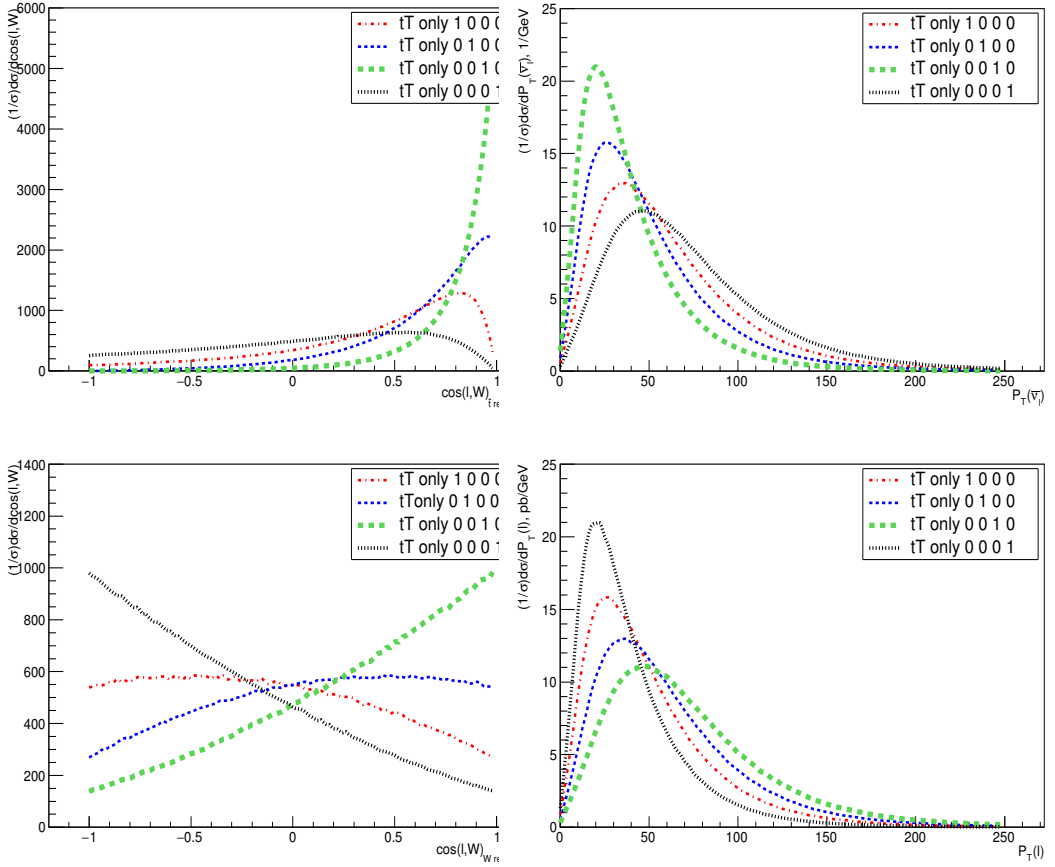 (1/σ)dσ/dcos(l,W)
6000
5000
4000
3000
2000
1000
0
−1
−0.5
0
0.5
1
cos(l,W)
t̄ re
tT only 1 0 0 0
tT only 0 1 0 0
tT only 0 0 1 0
tT only 0 0 0 1
(1/σ)dσ/dP_T(ν̄_l), 1/GeV
25
20
15
10
5
0
0
50
100
150
200
250
P_T(ν̄_l)
tT only 1 0 0 0
tT only 0 1 0 0
tT only 0 0 1 0
tT only 0 0 0 1
(1/σ)dσ/dcos(l,W)
1400
1200
1000
800
600
400
200
0
−1
−0.5
0
0.5
1
cos(l,W)
W re
tT only 1 0 0 0
tTonly 0 1 0 0
tT only 0 0 1 0
tT only 0 0 0 1
(1/σ)dσ/dP_T(l), pb/GeV
25
20
15
10
5
0
0
50
100
150
200
250
P_T(l)
tT only 1 0 0 0
tT only 0 1 0 0
tT only 0 0 1 0
tT only 0 0 0 1